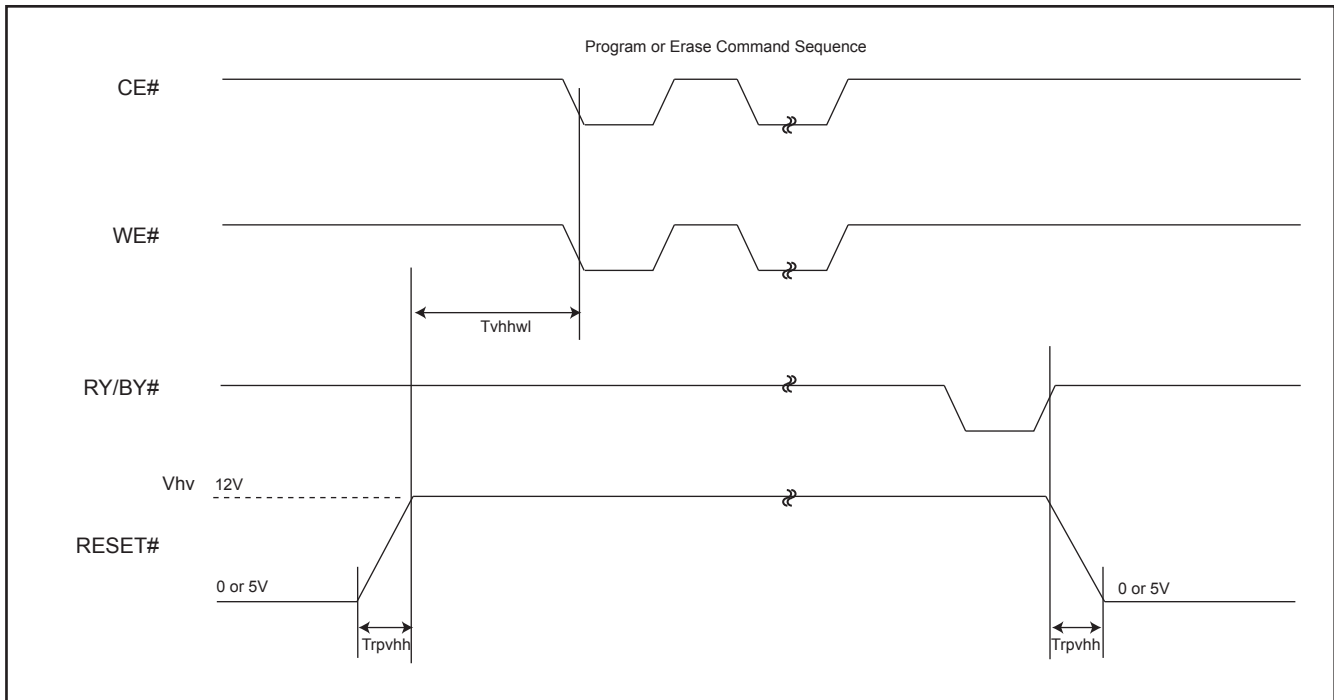 Program or Erase Command Sequence
CE#
WE#
Tvhhwl
RY/BY#
Vhv 12V
RESET#
0 or 5V 0 or 5V
Trpvhh Trpvhh